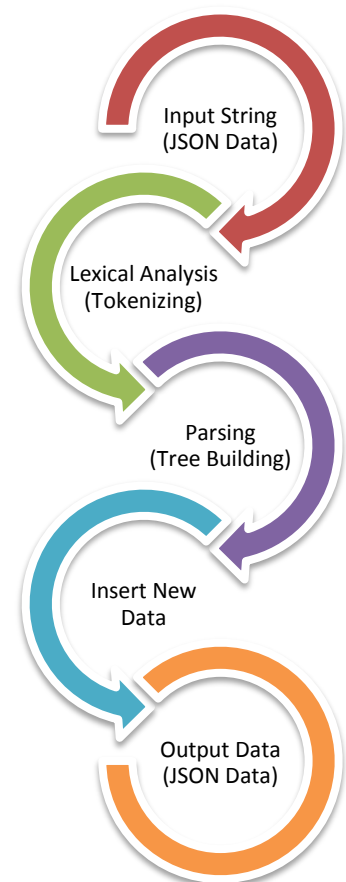 Input String
(JSON Data)
Lexical Analysis
(Tokenizing)
Parsing
(Tree Building)
Insert New
Data
Output Data
(JSON Data)